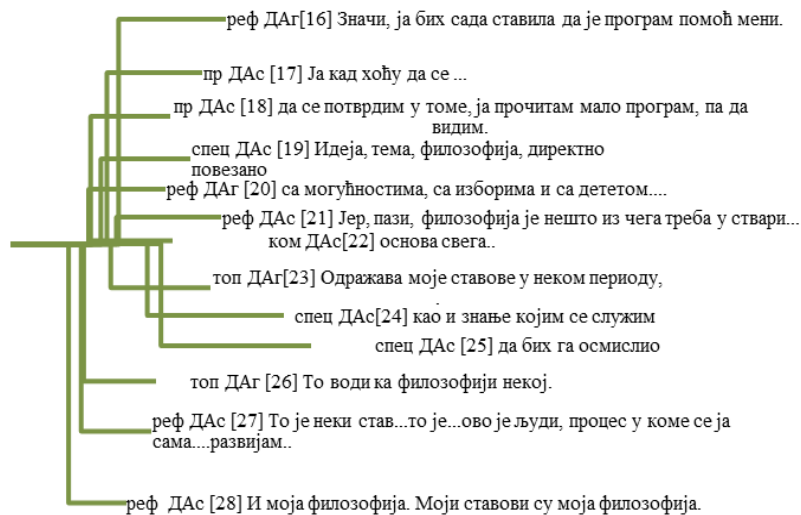 реф ДАг[16] Значи, ја бих сада ставила да је програм помоћ мени.
пр ДАс [17] Ја кад хоћу да се ...
пр ДАс [18] да се потврдим у томе, ја прочитам мало програм, па да
видим.
спец ДАс [19] Идеја, тема, филозофија, директно
повезано
реф ДАг [20] са могућностима, са изборима и са дететом....
реф ДАс [21] Јер, пази, филозофија је нешто из чега треба у ствари...
ком ДАс[22] основа свега..
топ ДАг[23] Одражава моје ставове у неком периоду,
.
спец ДАс[24] као и знање којим се служим
спец ДАс [25] да бих га осмислио
топ ДАг [26] То води ка филозофији некој.
реф ДАс [27] То је неки став...то је...ово је људи, процес у коме се ја
сама....развијам..
реф ДАс [28] И моја филозофија. Моји ставови су моја филозофија.